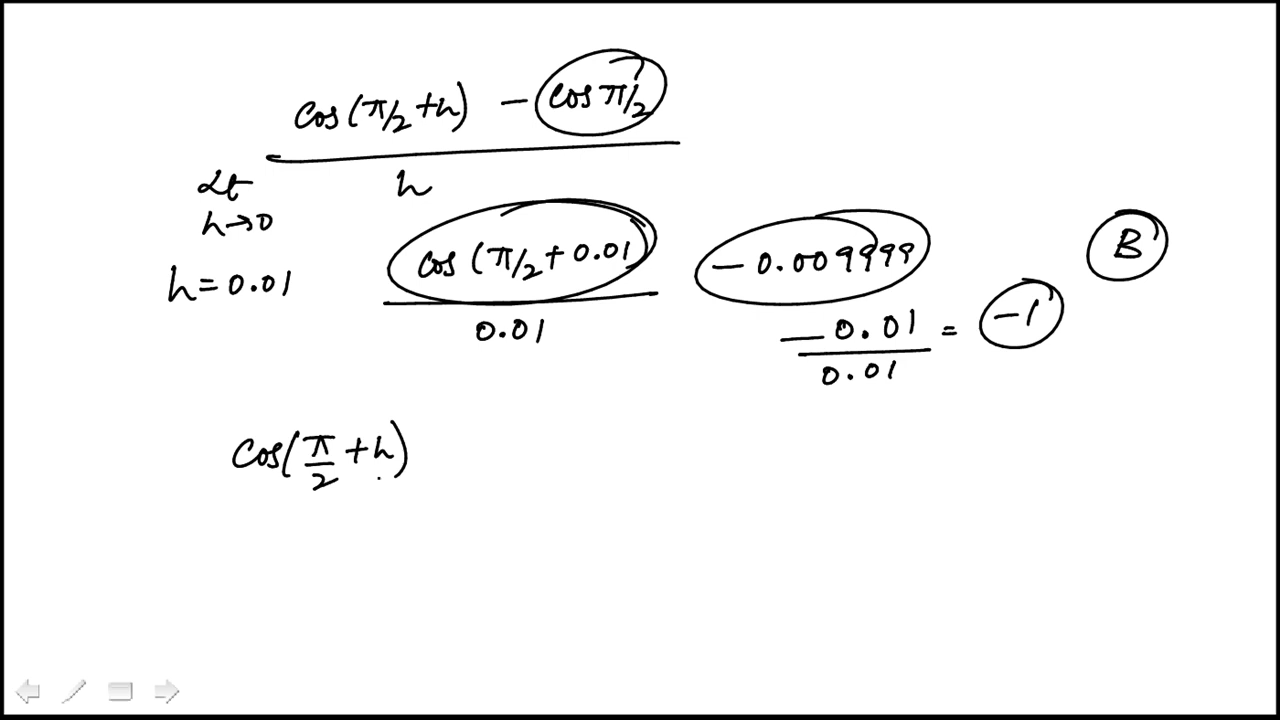 cos(π/2+h) - cos π/2
Lt
h
h→0
cos (π/2 + 0.01
-0.009999
B
h = 0.01
0.01
-0.01 = -1
0.01
cos(π/2 + h)